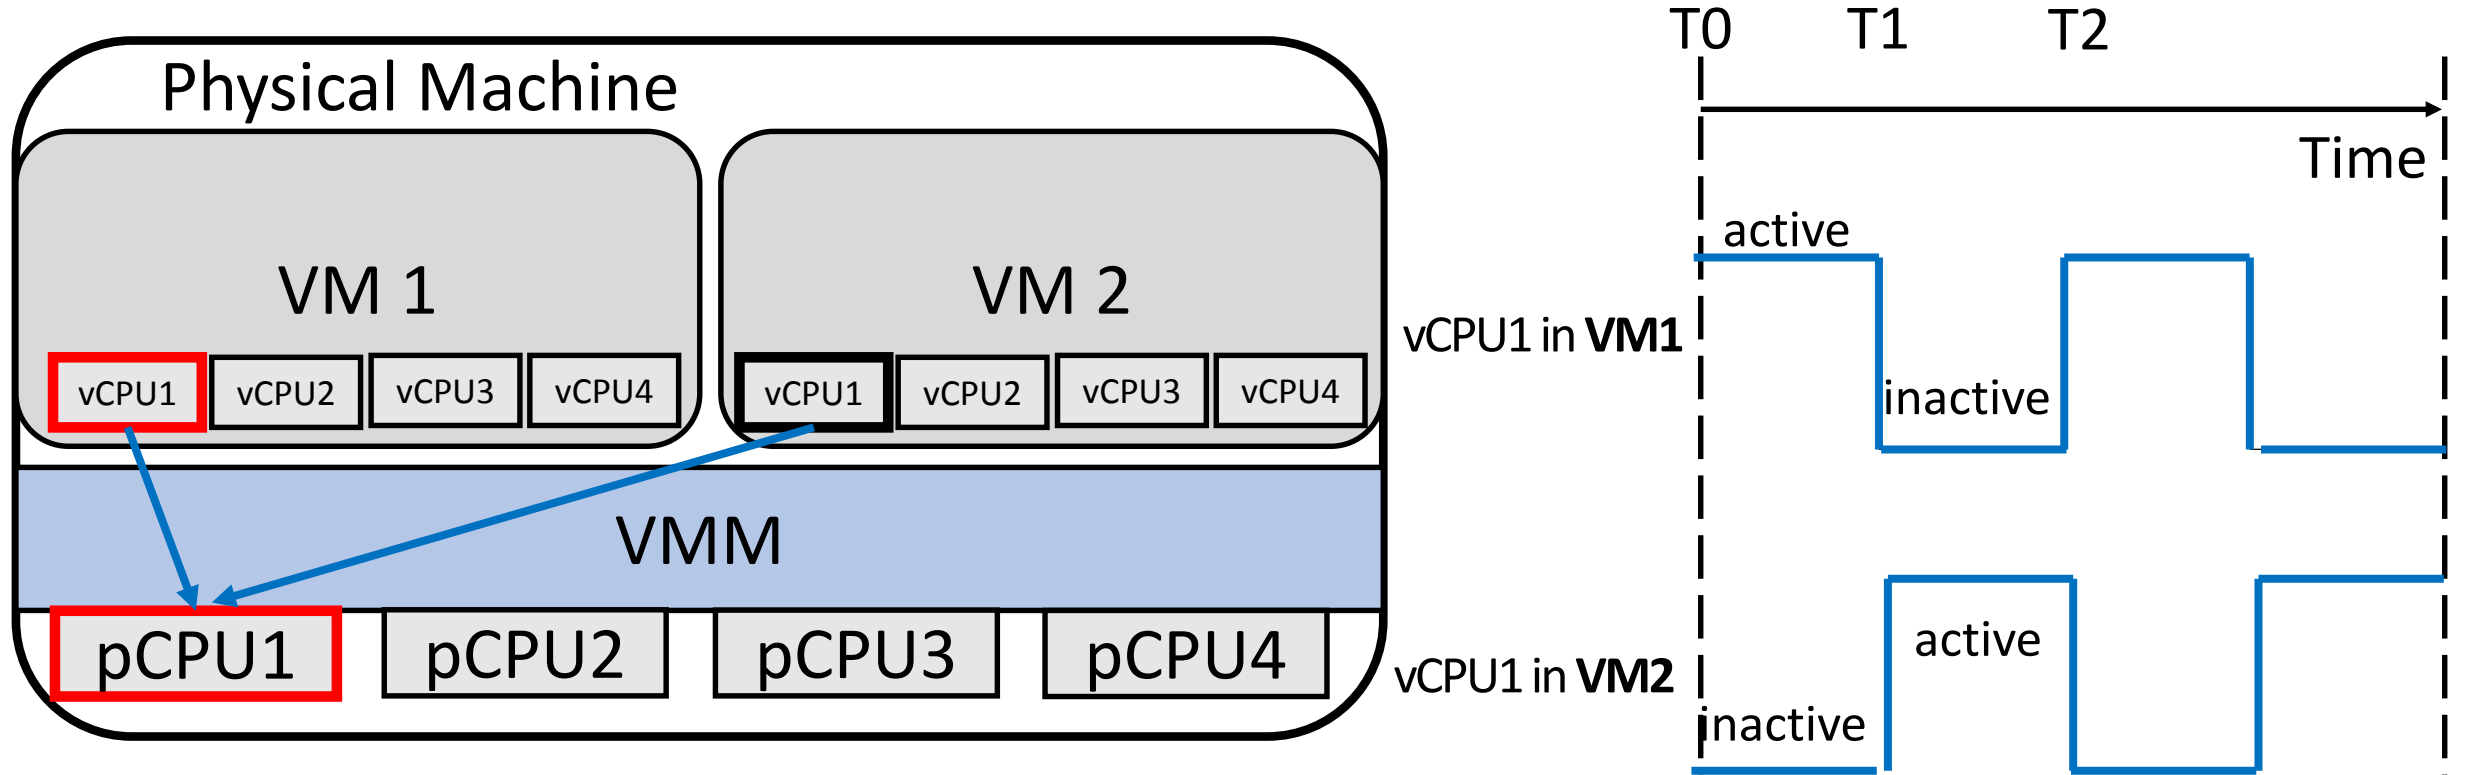 Physical Machine
VM 1
VM 2
vCPU1
vCPU2
vCPU3
vCPU4
vCPU1
vCPU2
vCPU3
vCPU4
VMM
pCPU1
pCPU2
pCPU3
pCPU4
T0
T1
T2
Time
active
vCPU1 in VM1
inactive
active
vCPU1 in VM2
inactive